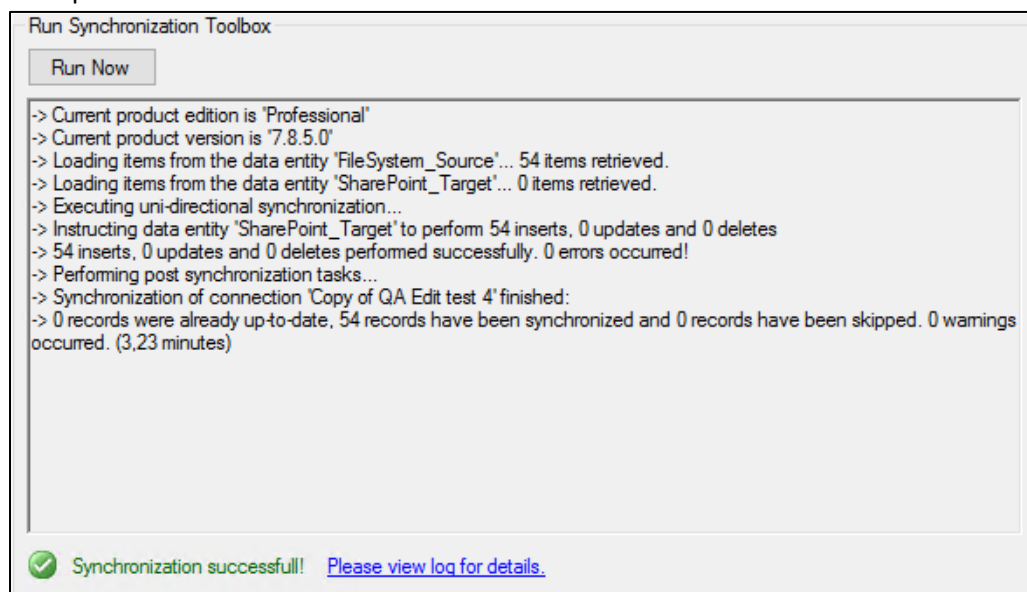 Run Synchronization Toolbox
Run Now
-> Current product edition is 'Professional'
-> Current product version is '7.8.5.0'
-> Loading items from the data entity 'FileSystem_Source'... 54 items retrieved.
-> Loading items from the data entity 'SharePoint_Target'... 0 items retrieved.
-> Executing uni-directional synchronization...
-> Instructing data entity 'SharePoint_Target' to perform 54 inserts, 0 updates and 0 deletes
-> 54 inserts, 0 updates and 0 deletes performed successfully. 0 errors occurred!
-> Performing post synchronization tasks...
-> Synchronization of connection 'Copy of QA Edit test 4' finished:
-> 0 records were already up-to-date, 54 records have been synchronized and 0 records have been skipped. 0 warnings
occurred. (3,23 minutes)
Synchronization successfull! Please view log for details.